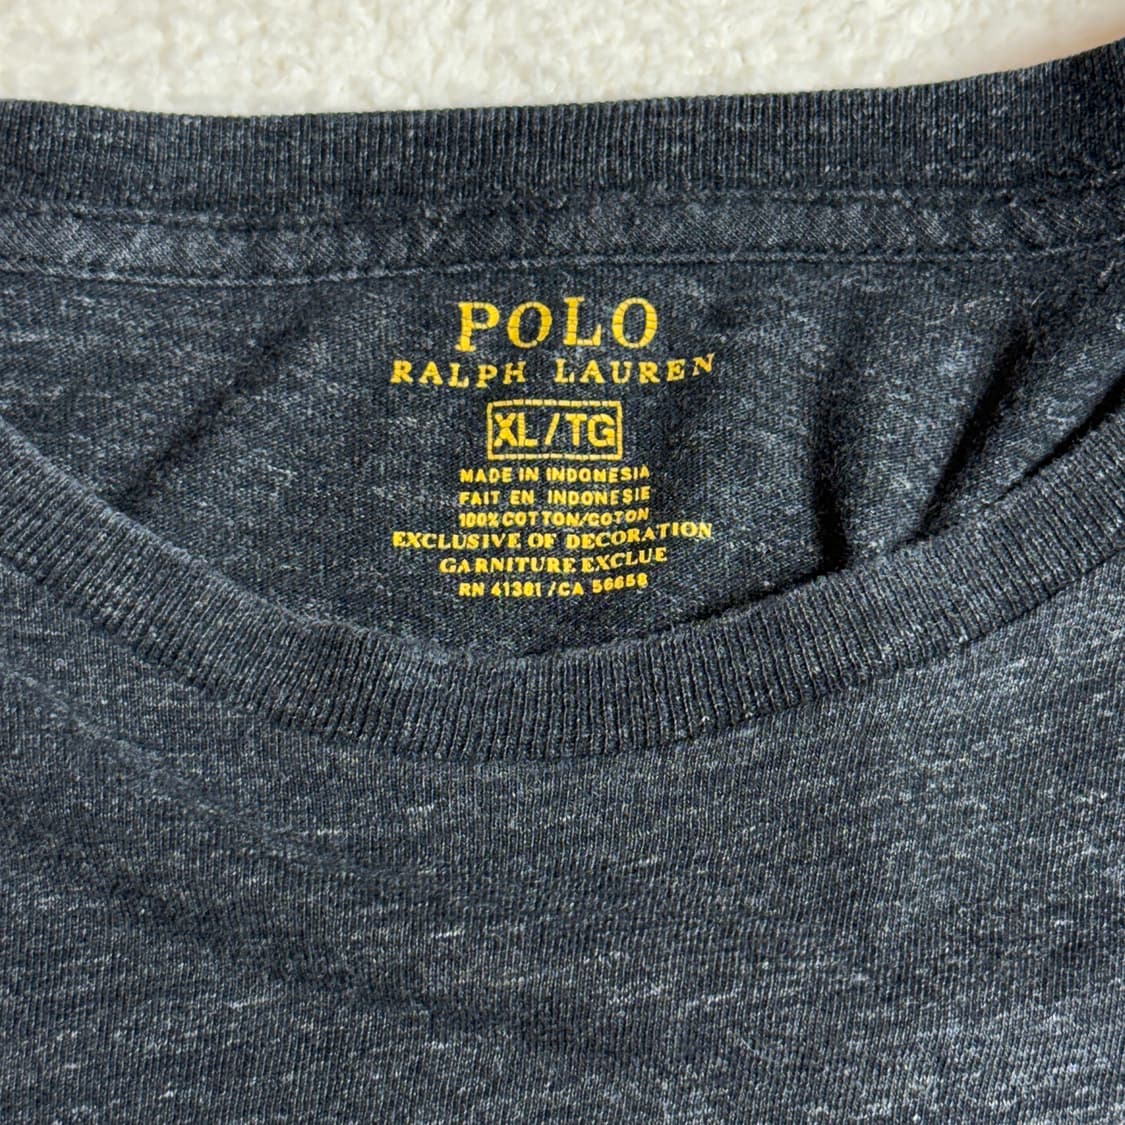 POLO
RALPH LAUREN
XL/TG
MADE IN INDONESIA
FAIT EN INDONESIE
100% COTTON/COTON
EXCLUSIVE OF DECORATION
GARNITURE EXCLUE
RN 41381/CA 56658